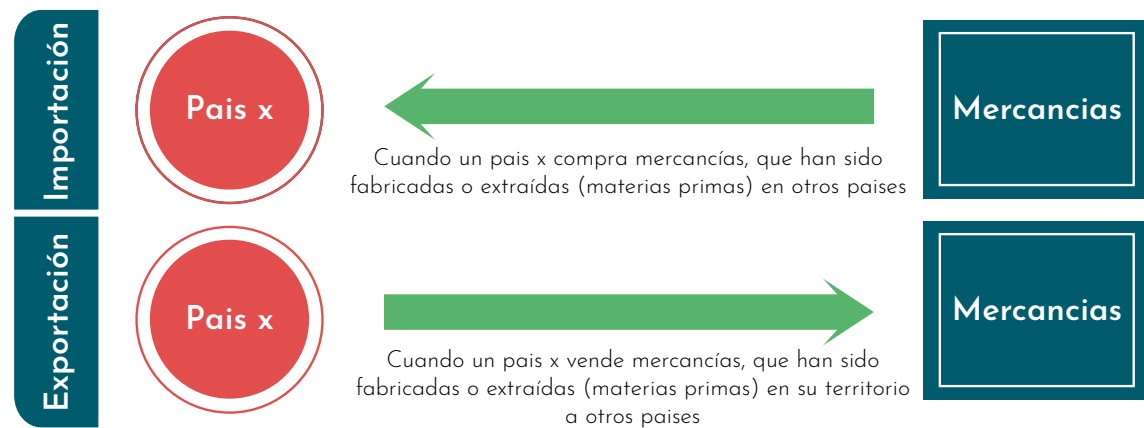 Importación
Pais x
Cuando un pais x compra mercancías, que han sido
fabricadas o extraídas (materias primas) en otros paises
Mercancias
Exportación
Pais x
Cuando un pais x vende mercancías, que han sido
fabricadas o extraídas (materias primas) en su territorio
a otros paises
Mercancias